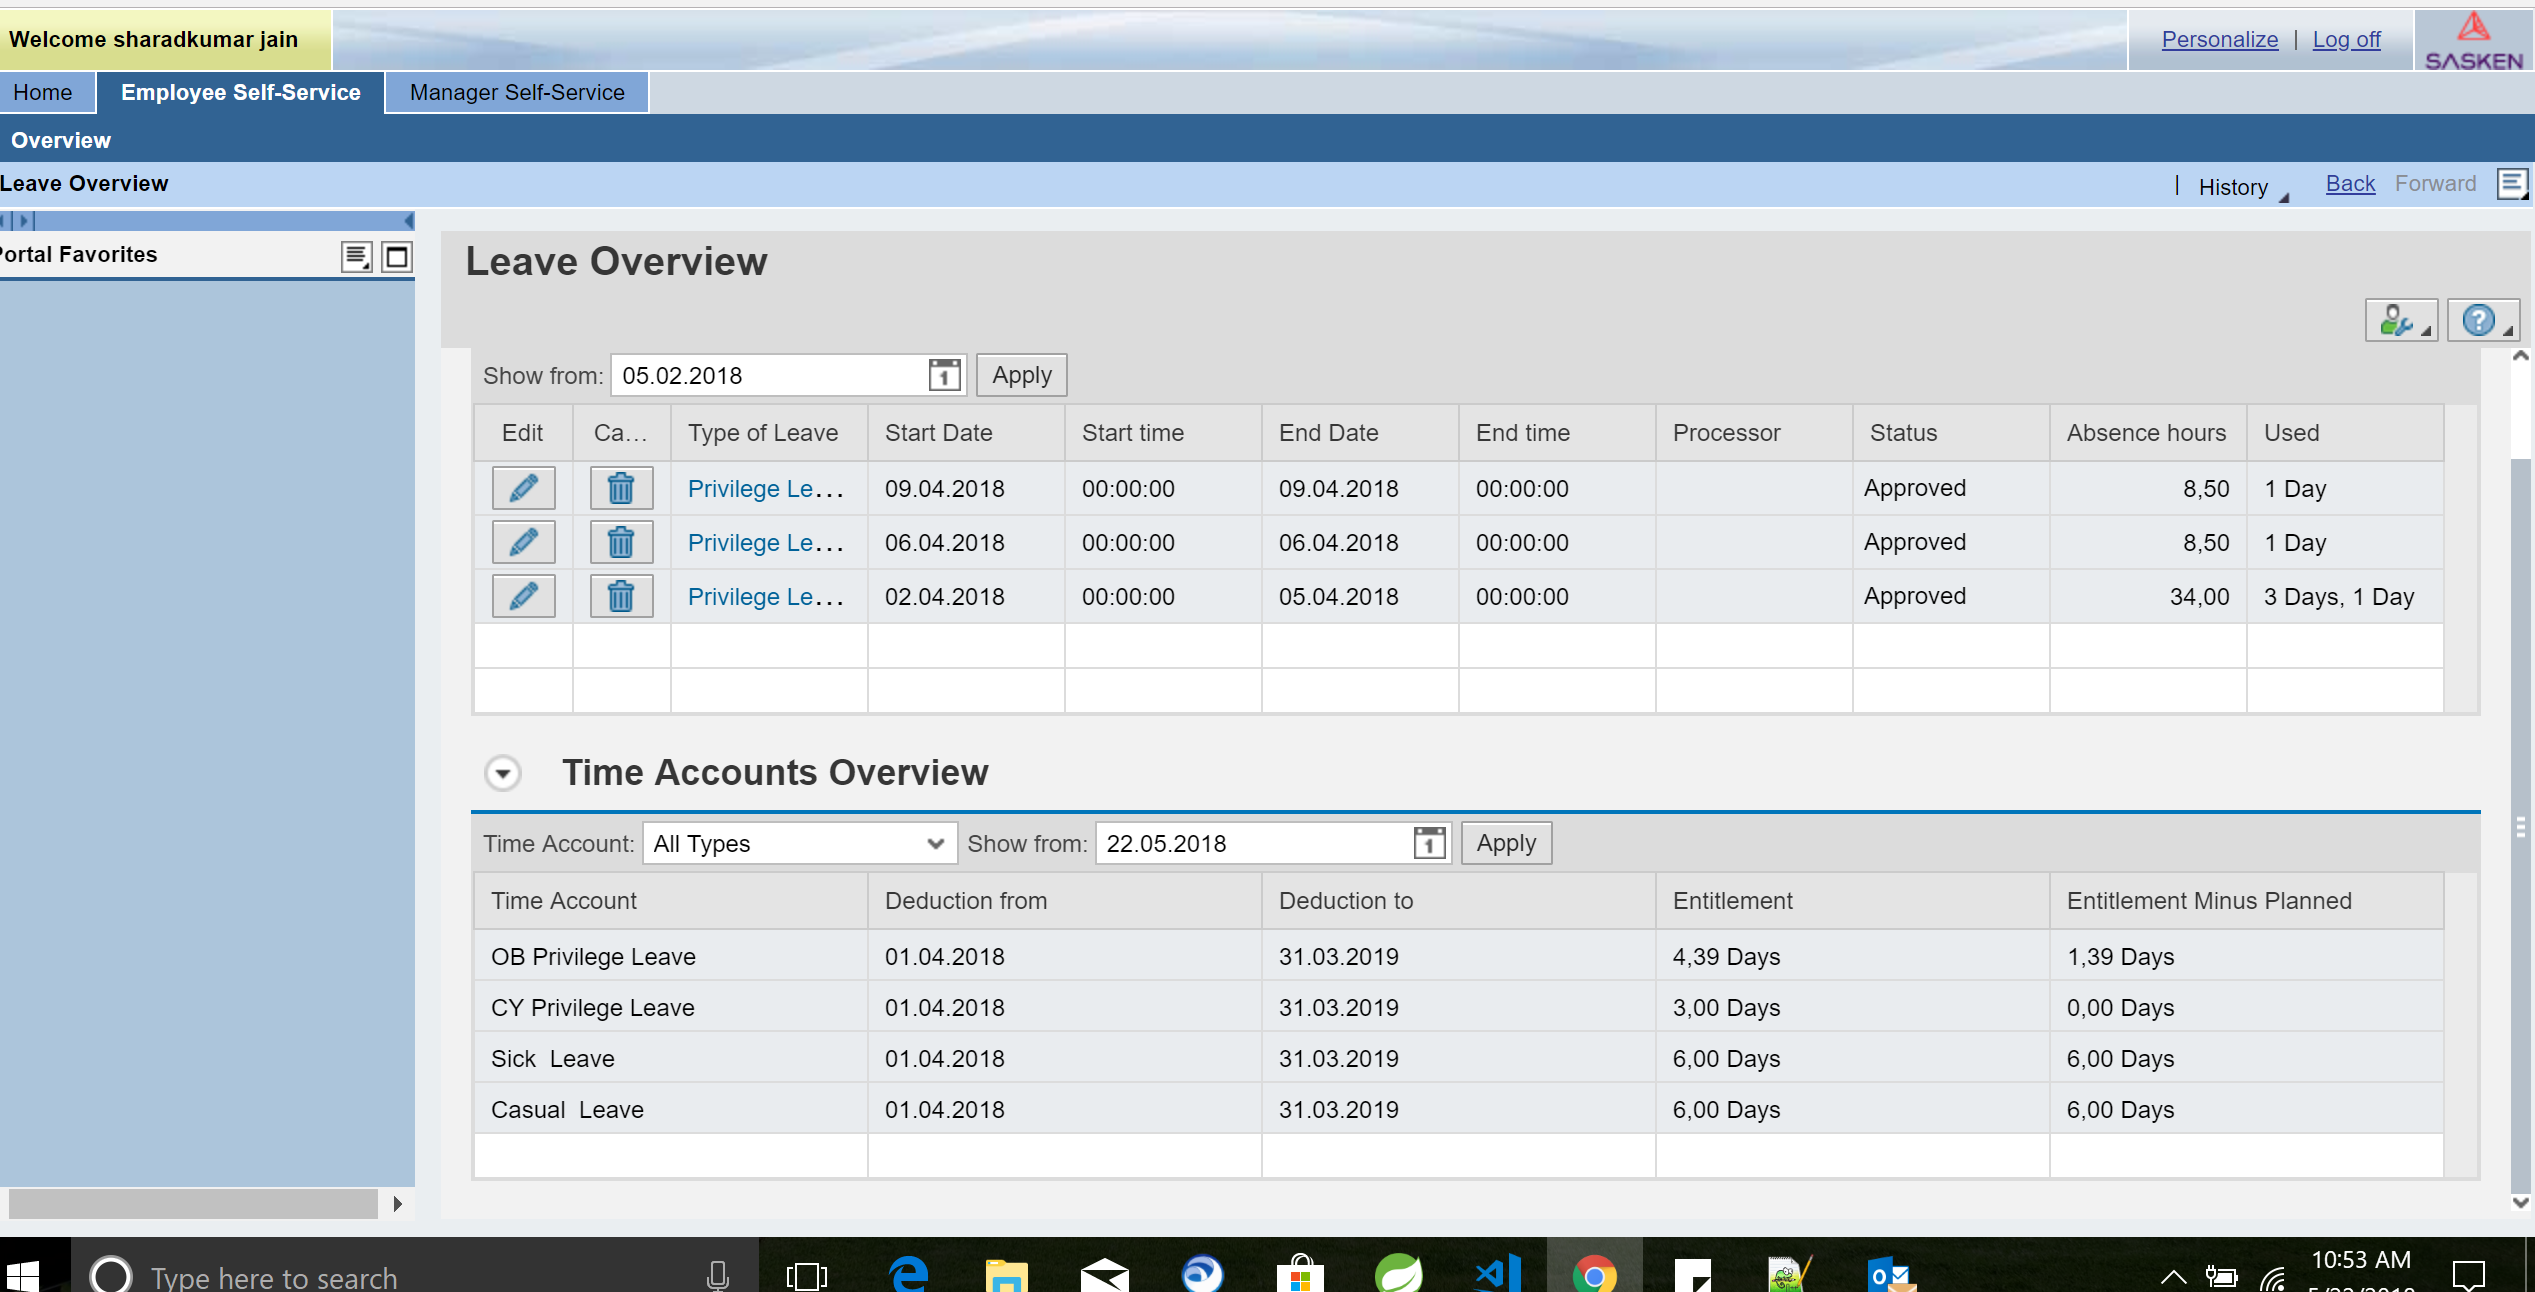 Welcome sharadkumar jain
Personalize | Log off
SASKEN
Home Employee Self-Service Manager Self-Service
Overview
Leave Overview
| History Back Forward
ortal Favorites
Leave Overview
Show from: 05.02.2018 1 Apply
Edit Ca... Type of Leave Start Date Start time End Date End time Processor Status Absence hours Used
Privilege Le... 09.04.2018 00:00:00 09.04.2018 00:00:00 Approved 8,50 1 Day
Privilege Le... 06.04.2018 00:00:00 06.04.2018 00:00:00 Approved 8,50 1 Day
Privilege Le... 02.04.2018 00:00:00 05.04.2018 00:00:00 Approved 34,00 3 Days, 1 Day
Time Accounts Overview
Time Account: All Types Show from: 22.05.2018 1 Apply
Time Account Deduction from Deduction to Entitlement Entitlement Minus Planned
OB Privilege Leave 01.04.2018 31.03.2019 4,39 Days 1,39 Days
CY Privilege Leave 01.04.2018 31.03.2019 3,00 Days 0,00 Days
Sick Leave 01.04.2018 31.03.2019 6,00 Days 6,00 Days
Casual Leave 01.04.2018 31.03.2019 6,00 Days 6,00 Days
Type here to search
10:53 AM